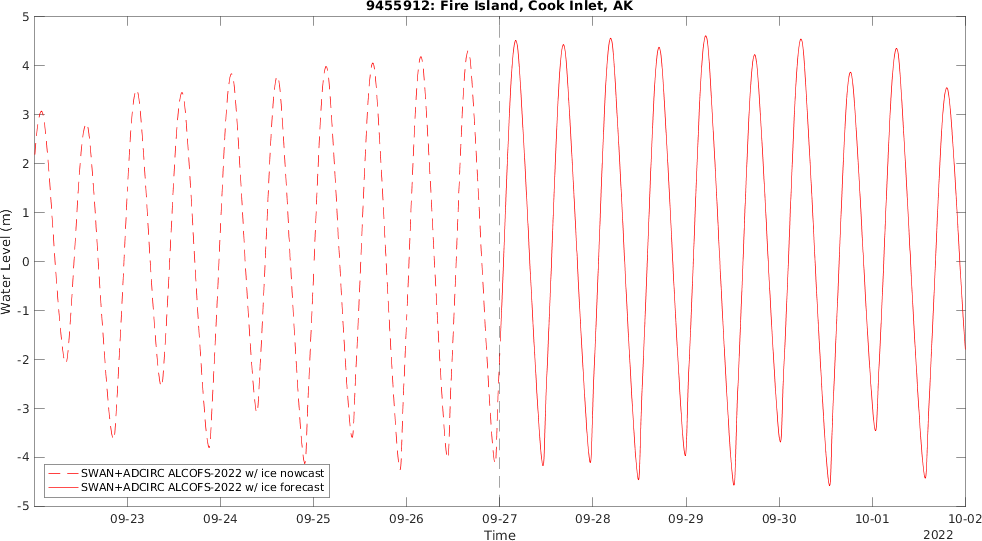 9455912: Fire Island, Cook Inlet, AK
Water Level (m)
5
4
3
2
1
0
-1
-2
-3
-4
-5
SWAN+ADCIRC ALCOFS-2022 w/ ice nowcast
SWAN+ADCIRC ALCOFS-2022 w/ ice forecast
09-23 09-24 09-25 09-26 09-27 09-28 09-29 09-30 10-01 10-02
Time
2022